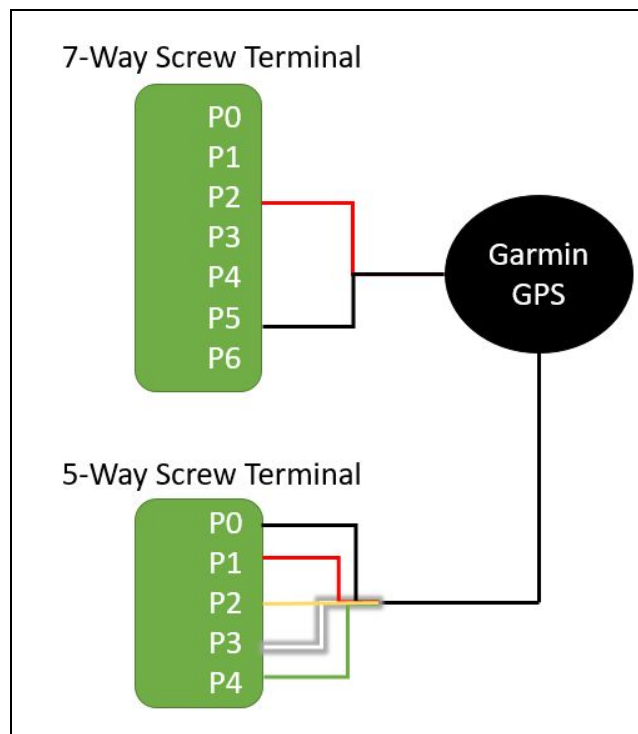 7-Way Screw Terminal
P0
P1
P2
P3
P4
P5
P6
Garmin
GPS
5-Way Screw Terminal
P0
P1
P2
P3
P4